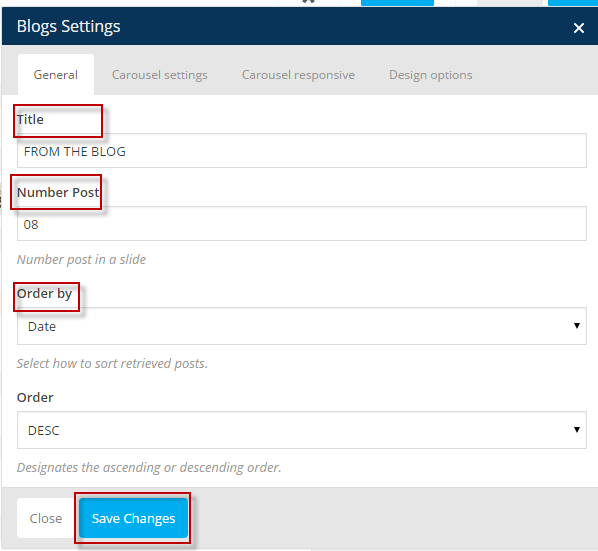 Blogs Settings ×
General Carousel settings Carousel responsive Design options
Title
FROM THE BLOG
Number Post
08
Number post in a slide
Order by
Date
Select how to sort retrieved posts.
Order
DESC
Designates the ascending or descending order.
Close Save Changes